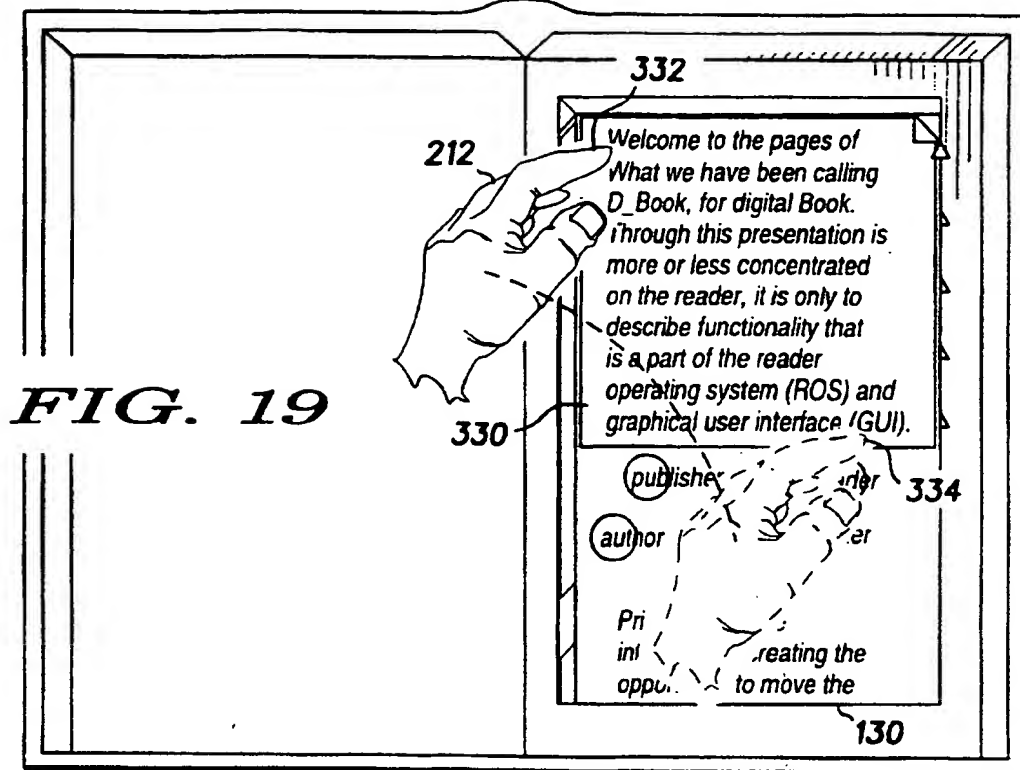 332
212
Welcome to the pages of
What we have been calling
D_Book, for digital Book.
Through this presentation is
more or less concentrated
on the reader, it is only to
describe functionality that
is a part of the reader
operating system (ROS) and
graphical user interface (GUI).
FIG. 19
330
334
publisher
author
Pri
int reating the
oppo to move the
130